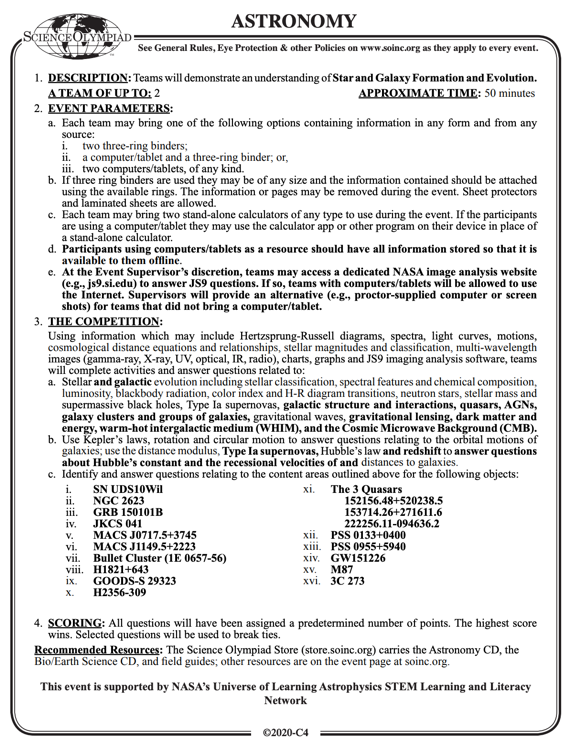 ASTRONOMY
SCIENCE OLYMPIAD
See General Rules, Eye Protection & other Policies on www.soinc.org as they apply to every event.
1. DESCRIPTION: Teams will demonstrate an understanding of Star and Galaxy Formation and Evolution.
A TEAM OF UP TO: 2 APPROXIMATE TIME: 50 minutes
2. EVENT PARAMETERS:
a. Each team may bring one of the following options containing information in any form and from any
source:
i. two three-ring binders;
ii. a computer/tablet and a three-ring binder; or,
iii. two computers/tablets, of any kind.
b. If three ring binders are used they may be of any size and the information contained should be attached
using the available rings. The information or pages may be removed during the event. Sheet protectors
and laminated sheets are allowed.
c. Each team may bring two stand-alone calculators of any type to use during the event. If the participants
are using a computer/tablet they may use the calculator app or other program on their device in place of
a stand-alone calculator.
d. Participants using computers/tablets as a resource should have all information stored so that it is
available to them offline.
e. At the Event Supervisor's discretion, teams may access a dedicated NASA image analysis website
(e.g., js9.si.edu) to answer JS9 questions. If so, teams with computers/tablets will be allowed to use
the Internet. Supervisors will provide an alternative (e.g., proctor-supplied computer or screen
shots) for teams that did not bring a computer/tablet.
3. THE COMPETITION:
Using information which may include Hertzsprung-Russell diagrams, spectra, light curves, motions,
cosmological distance equations and relationships, stellar magnitudes and classification, multi-wavelength
images (gamma-ray, X-ray, UV, optical, IR, radio), charts, graphs and JS9 imaging analysis software, teams
will complete activities and answer questions related to:
a. Stellar and galactic evolution including stellar classification, spectral features and chemical composition,
luminosity, blackbody radiation, color index and H-R diagram transitions, neutron stars, stellar mass and
supermassive black holes, Type Ia supernovas, galactic structure and interactions, quasars, AGNs,
galaxy clusters and groups of galaxies, gravitational waves, gravitational lensing, dark matter and
energy, warm-hot intergalactic medium (WHIM), and the Cosmic Microwave Background (CMB).
b. Use Kepler's laws, rotation and circular motion to answer questions relating to the orbital motions of
galaxies; use the distance modulus, Type Ia supernovas, Hubble's law and redshift to answer questions
about Hubble's constant and the recessional velocities of and distances to galaxies.
c. Identify and answer questions relating to the content areas outlined above for the following objects:
i. SN UDS10Wil
ii. NGC 2623
iii. GRB 150101B
iv. JKCS 041
v. MACS J0717.5+3745
vi. MACS J1149.5+2223
vii. Bullet Cluster (1E 0657-56)
viii. H1821+643
ix. GOODS-S 29323
x. H2356-309
xi. The 3 Quasars
152156.48+520238.5
153714.26+271611.6
222256.11-094636.2
xii. PSS 0133+0400
xiii. PSS 0955+5940
xiv. GW151226
xv. M87
xvi. 3C 273
4. SCORING: All questions will have been assigned a predetermined number of points. The highest score
wins. Selected questions will be used to break ties.
Recommended Resources: The Science Olympiad Store (store.soinc.org) carries the Astronomy CD, the
Bio/Earth Science CD, and field guides; other resources are on the event page at soinc.org.
This event is supported by NASA's Universe of Learning Astrophysics STEM Learning and Literacy
Network
©2020-C4